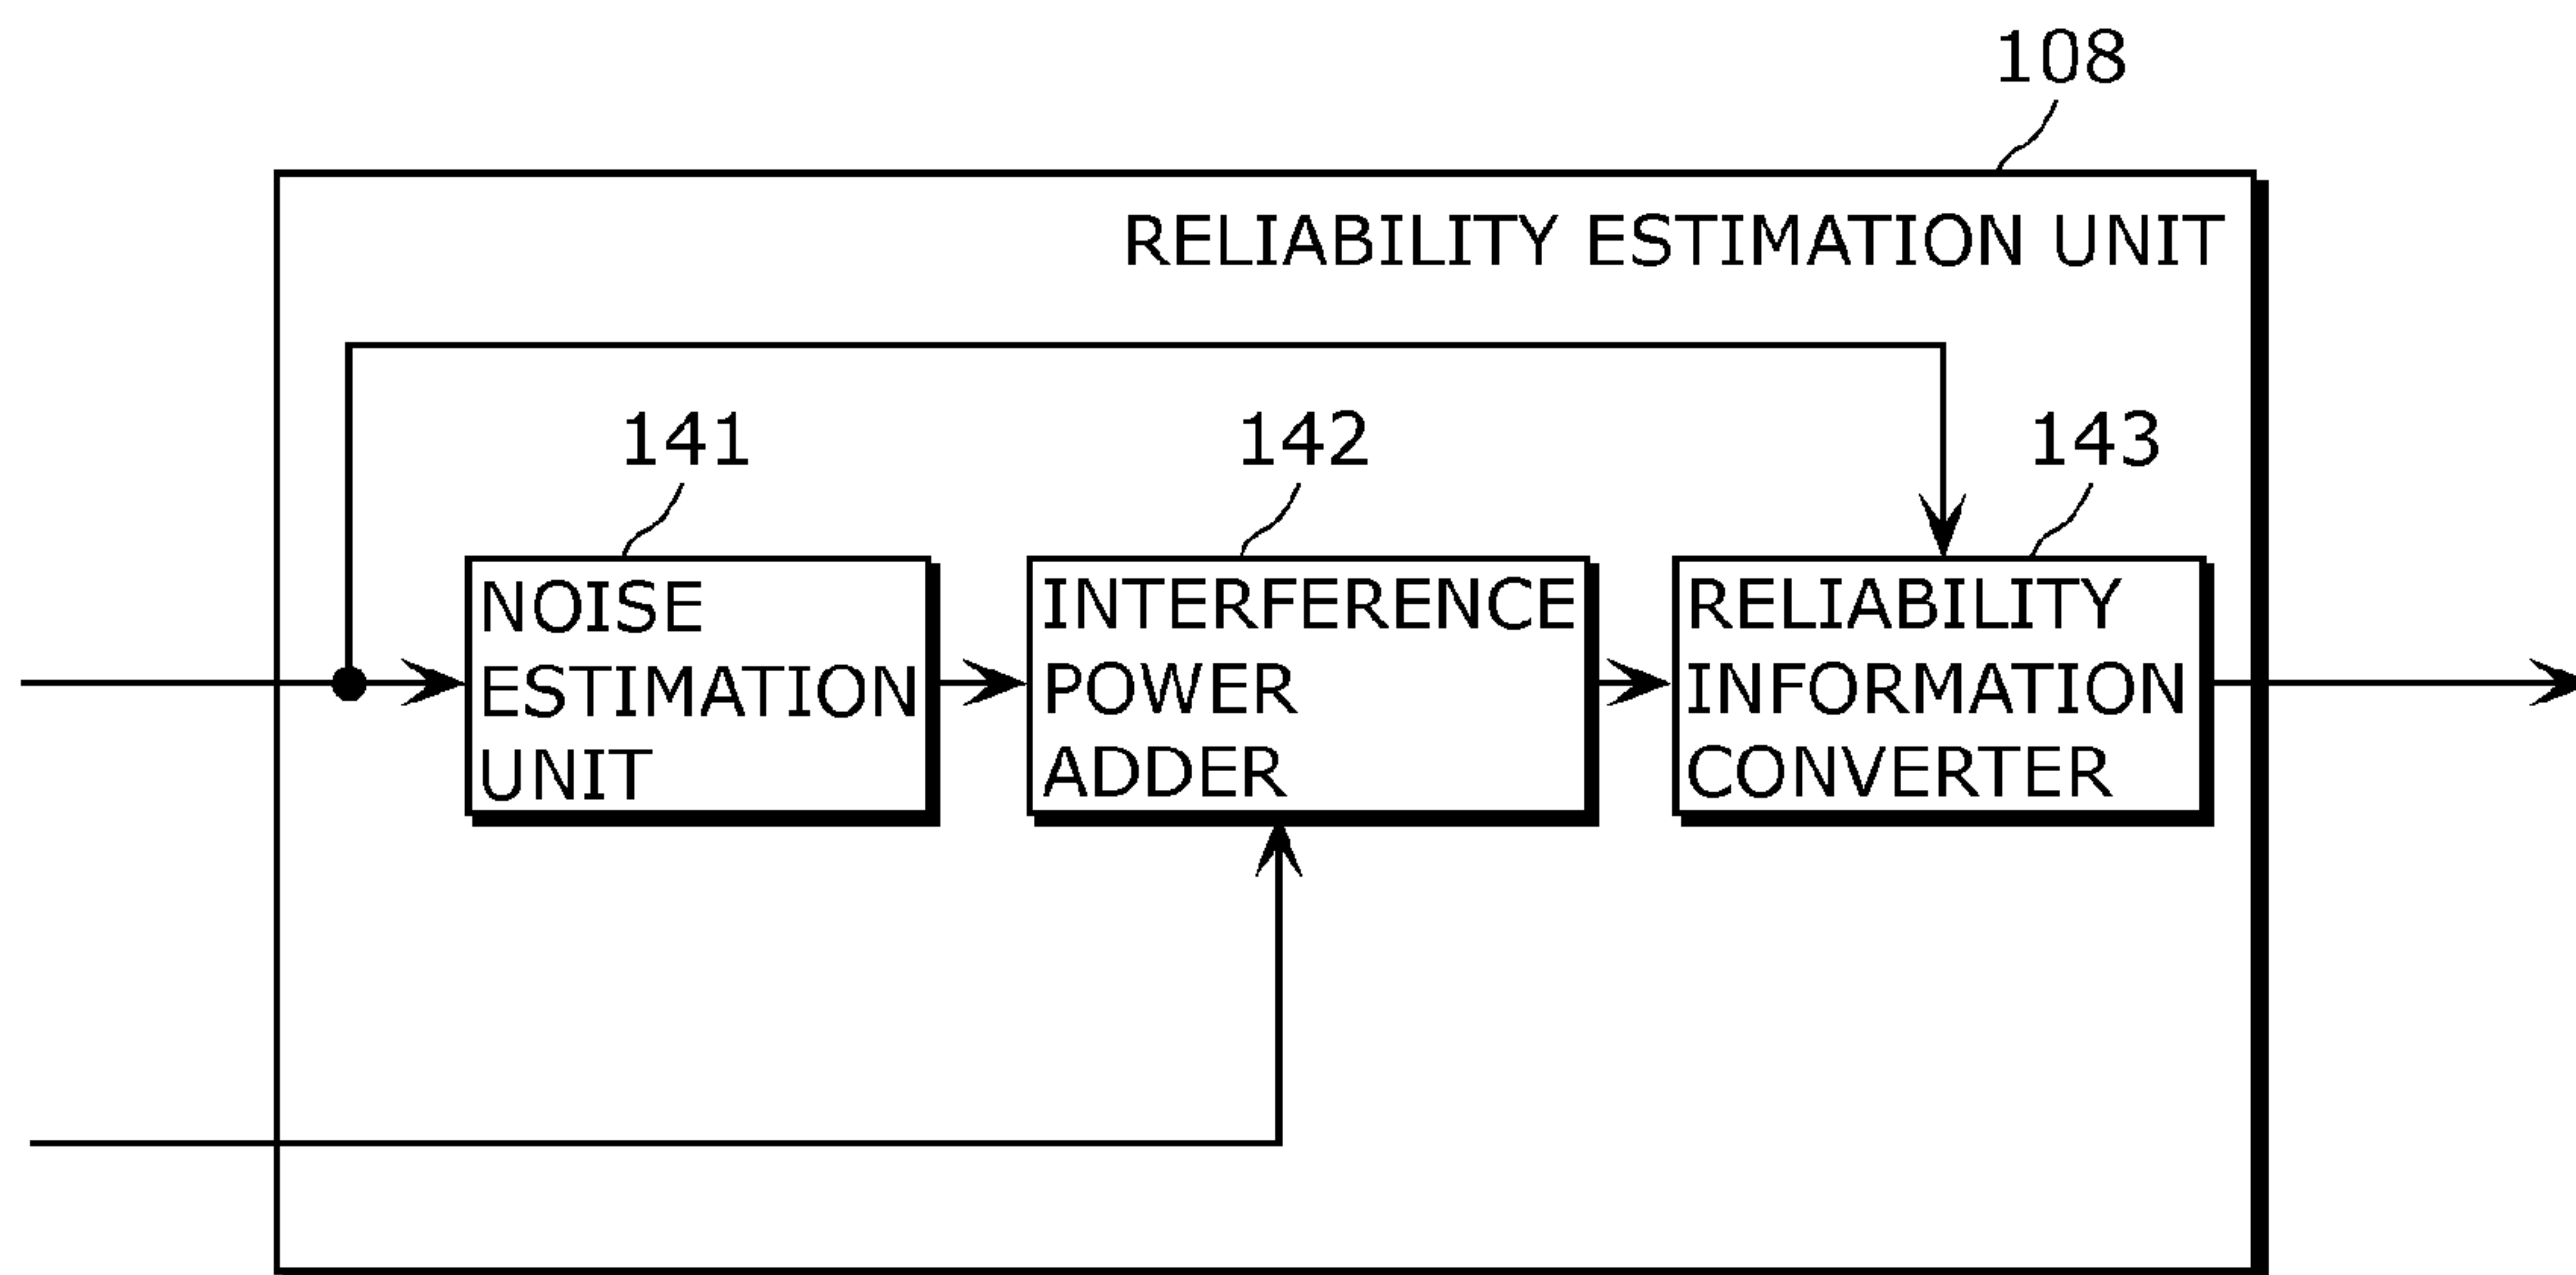 108
RELIABILITY ESTIMATION UNIT
141
142
143
NOISE
ESTIMATION
UNIT
INTERFERENCE
POWER
ADDER
RELIABILITY
INFORMATION
CONVERTER